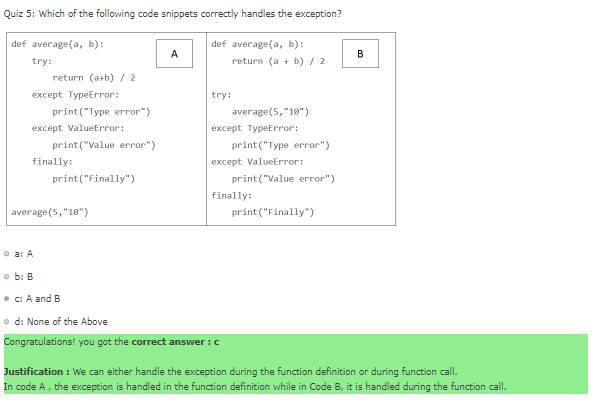 Quiz 5: Which of the following code snippets correctly handles the exception?
def average(a, b):
A
try:
return (a+b) / 2
except TypeError:
print("Type error")
except ValueError:
print("Value error")
finally:
print("Finally")
average(5,"10")
def average(a, b):
B
return (a + b) / 2
try:
average(5,"10")
except TypeError:
print("Type error")
except ValueError:
print("Value error")
finally:
print("Finally")
a: A
b: B
c: A and B
d: None of the Above
Congratulations! you got the correct answer : c
Justification : We can either handle the exception during the function definition or during function call.
In code A , the exception is handled in the function definition while in Code B, it is handled during the function call.